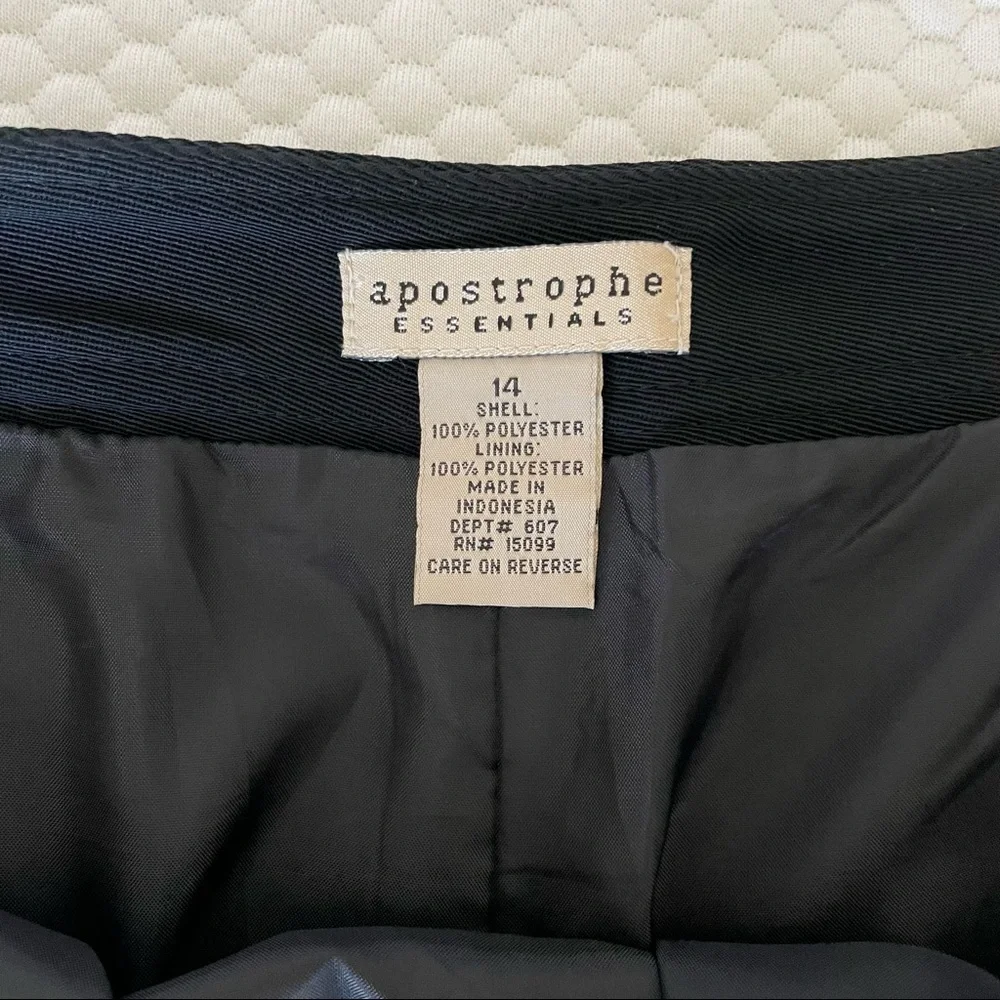 apostrophe
ESSENTIALS
14
SHELL:
100% POLYESTER
LINING:
100% POLYESTER
MADE IN
INDONESIA
DEPT# 607
RN# 15099
CARE ON REVERSE